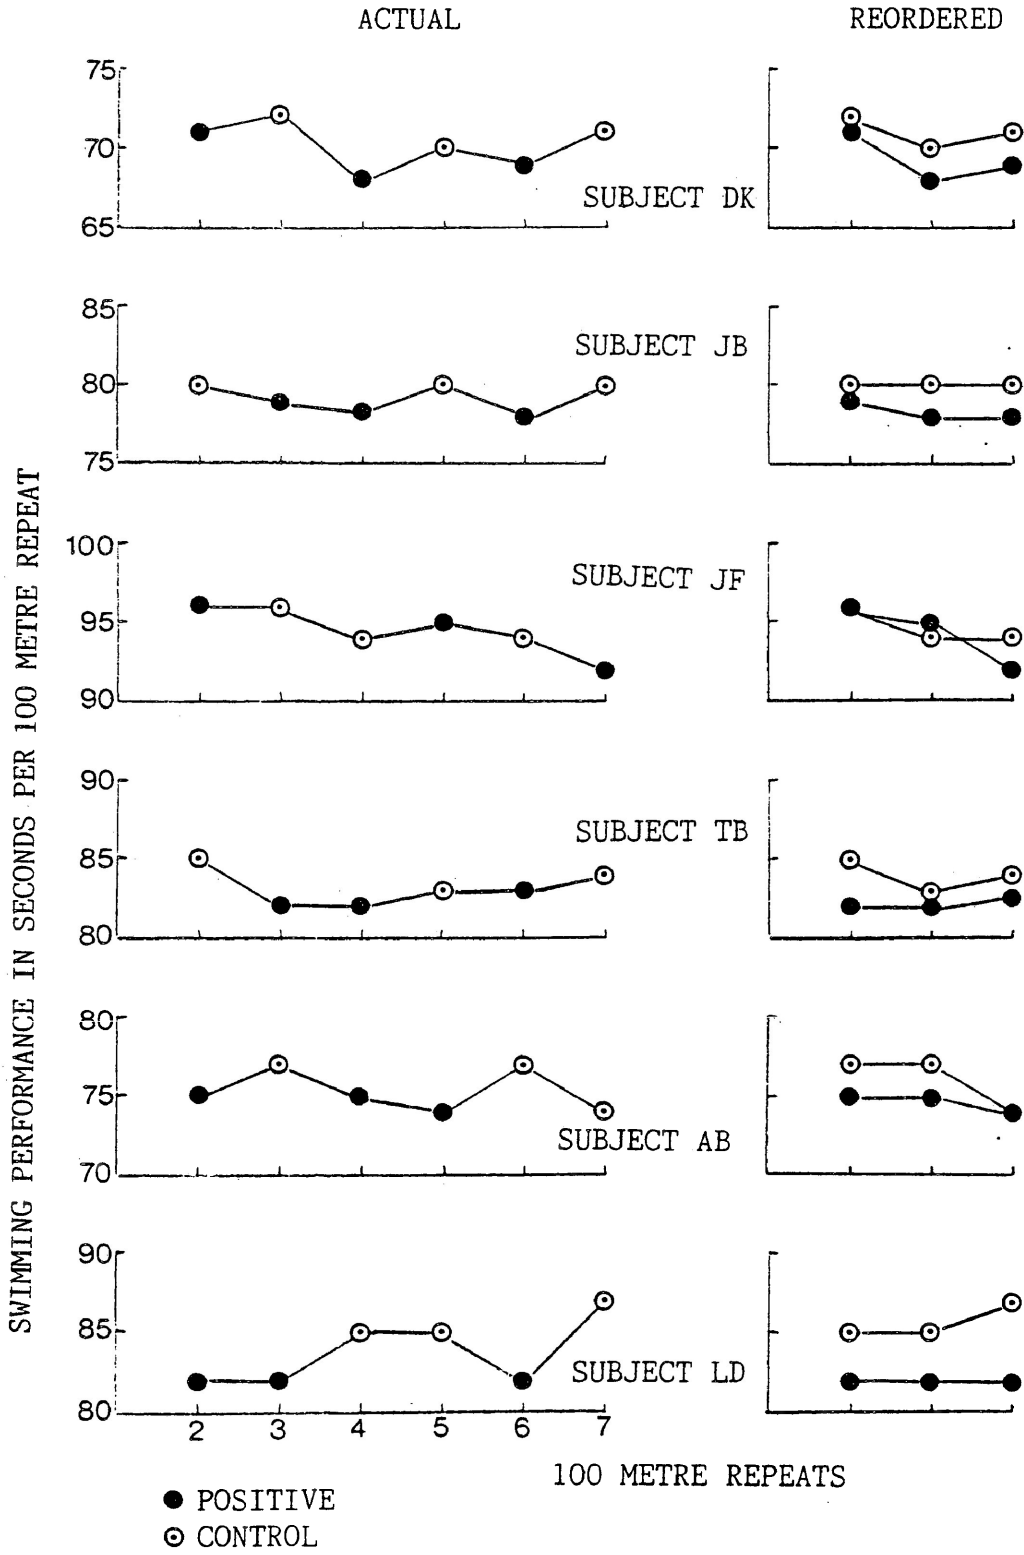 ACTUAL REORDERED
75
70
65
SUBJECT DK
85
80
75
SUBJECT JB
100
95
90
SUBJECT JF
90
85
80
SUBJECT TB
80
75
70
SUBJECT AB
90
85
80
SUBJECT LD
2 3 4 5 6 7
100 METRE REPEATS
SWIMMING PERFORMANCE IN SECONDS PER 100 METRE REPEAT
POSITIVE
CONTROL